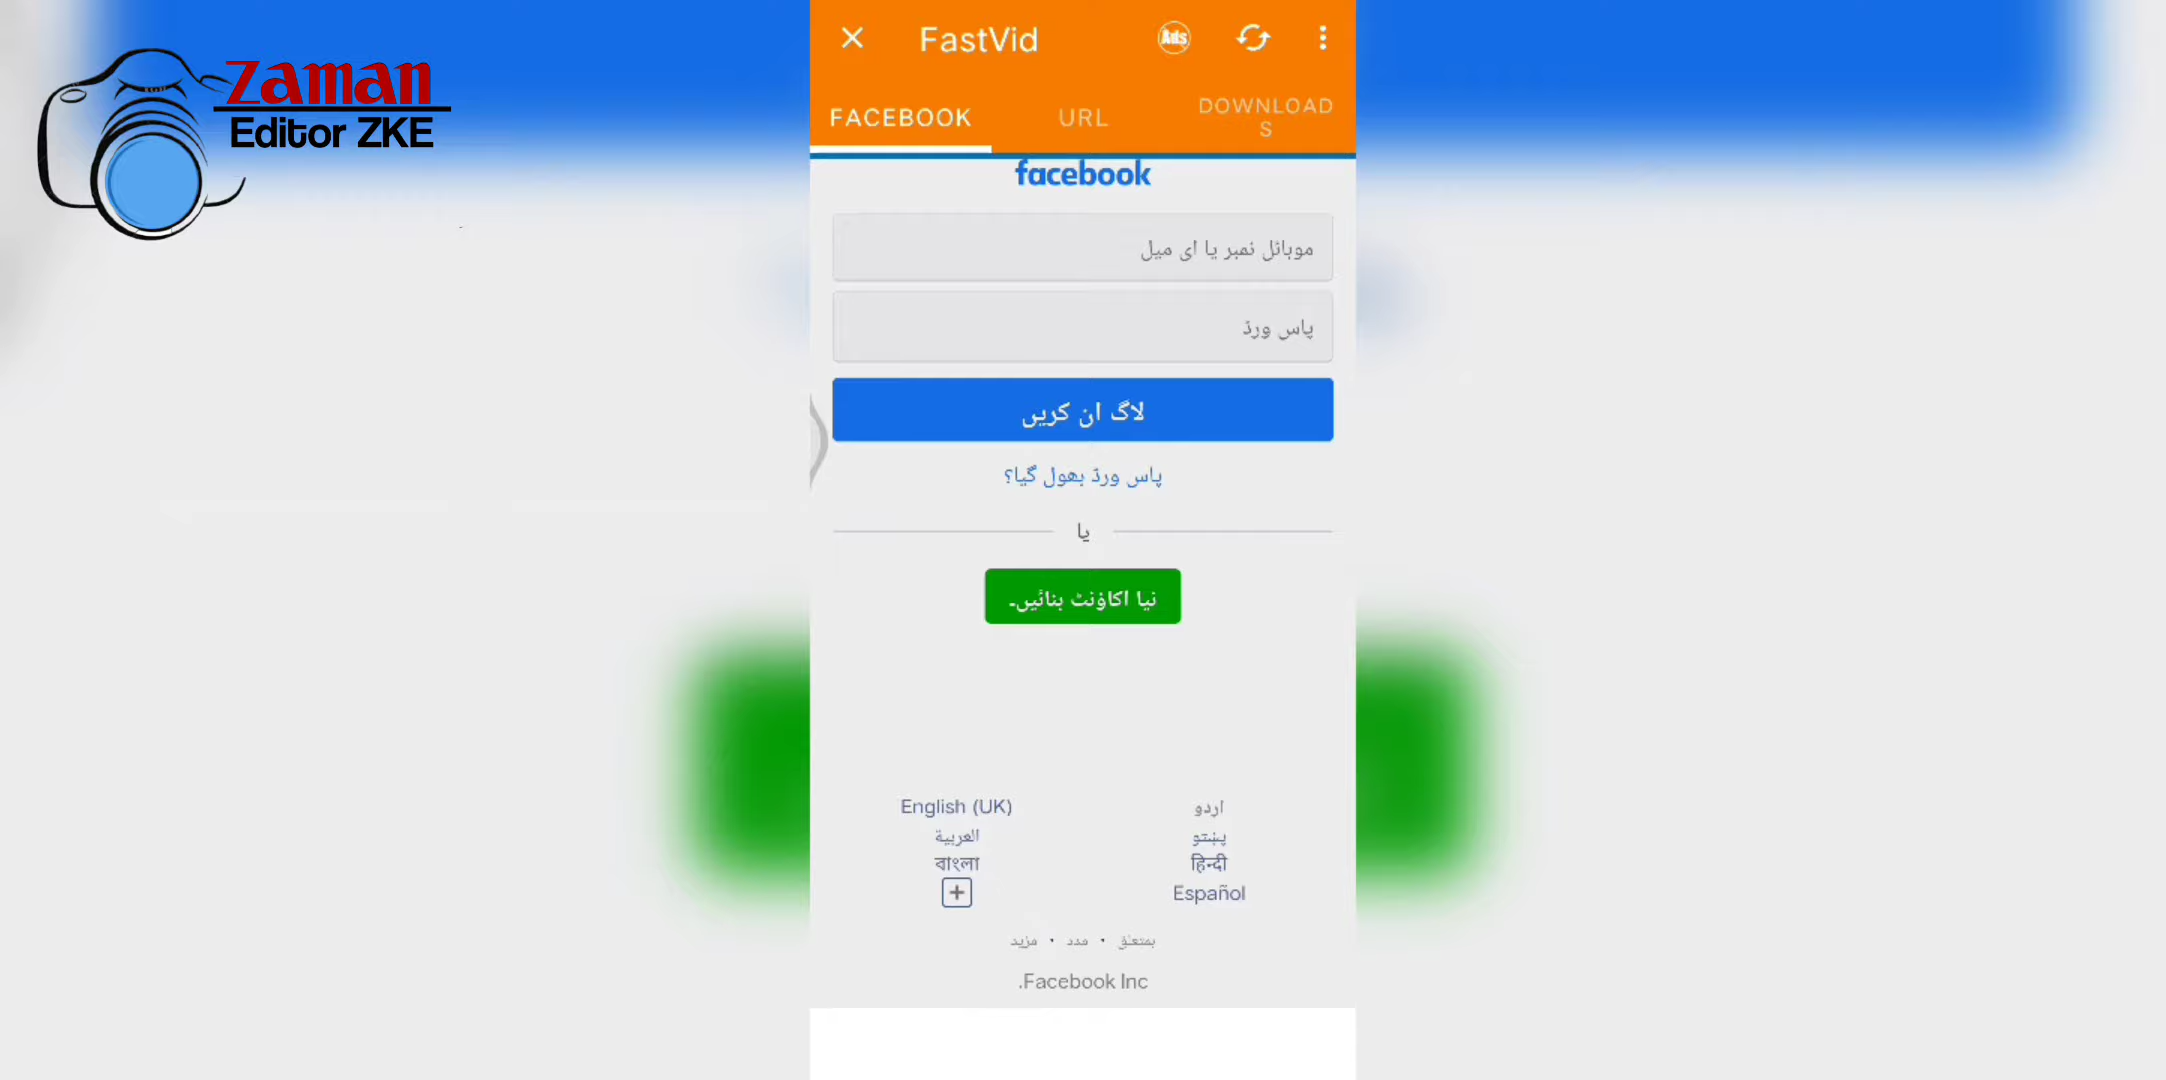 Zaman
Editor ZKE
FastVid
Ads
FACEBOOK
URL
DOWNLOAD
S
facebook
موبائل نمبر یا ای میل
پاس ورڈ
لاگ ان کریں
پاس ورڈ بھول گیا؟
یا
نیا اکاؤنٹ بنائیں۔
English (UK)
اردو
العربية
پښتو
বাংলা
हिन्दी
Español
بمتعلق · مدد · مزید
Facebook Inc.